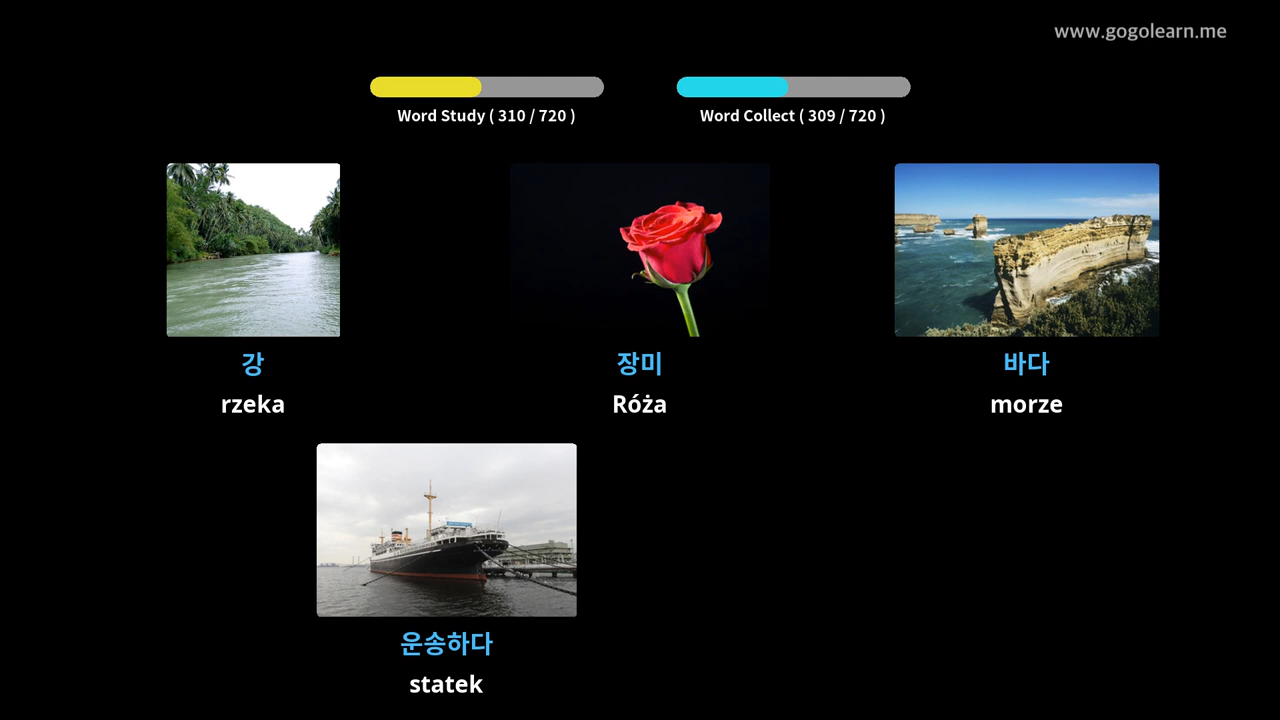 www.gogolearn.me
Word Study ( 310 / 720 )
Word Collect ( 309 / 720 )
강
rzeka
장미
Róża
바다
morze
운송하다
statek